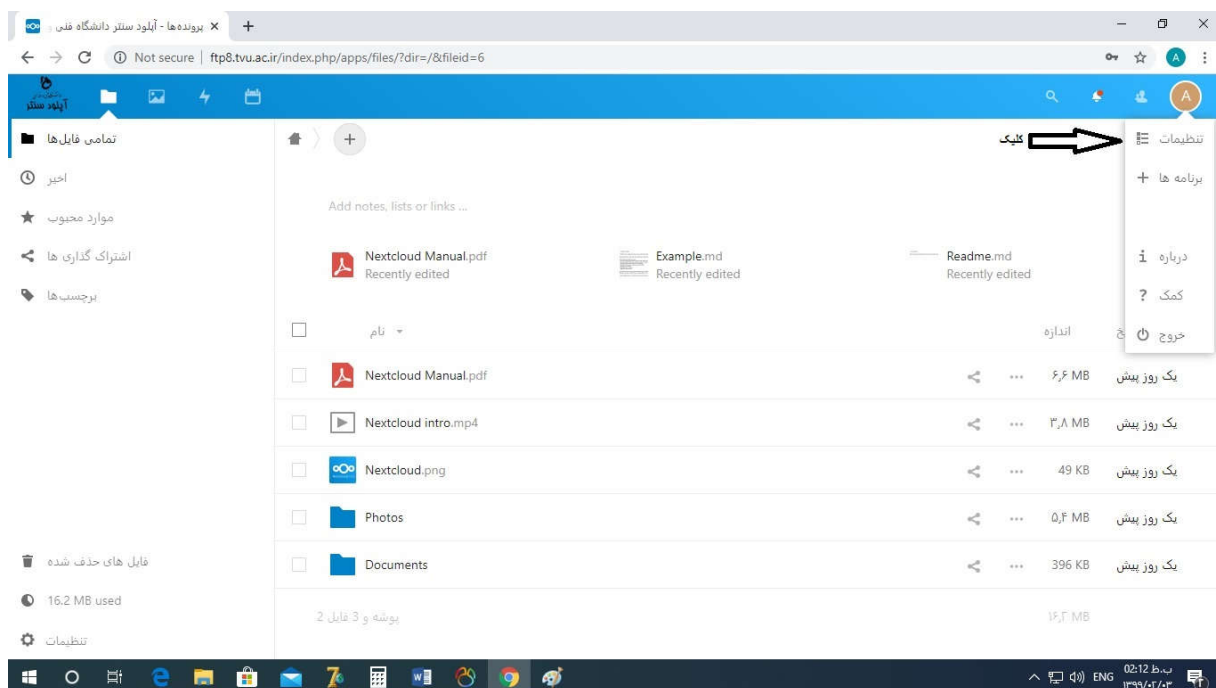 پرونده‌ها - آپلود سنتر دانشگاه فنی و
Not secure | ftp8.tvu.ac.ir/index.php/apps/files/?dir=/&fileid=6
A
آپلود سنتر
A
تمامی فایل‌ها
اخیر
موارد محبوب
اشتراک گذاری ها
برچسب‌ها
کلیک
تنظیمات
برنامه ها
درباره
کمک
خروج
Add notes, lists or links ...
Nextcloud Manual.pdf
Recently edited
Example.md
Recently edited
Readme.md
Recently edited
نام
اندازه
Nextcloud Manual.pdf ۶٫۶ MB یک روز پیش
Nextcloud intro.mp4 ۳٫۸ MB یک روز پیش
Nextcloud.png 49 KB یک روز پیش
Photos ۵٫۴ MB یک روز پیش
Documents 396 KB یک روز پیش
2 پوشه و 3 فایل ۱۶٫۲ MB
فایل های حذف شده
16.2 MB used
تنظیمات
ENG
02:12 ب.ظ
۱۳۹۹/۰۲/۰۳